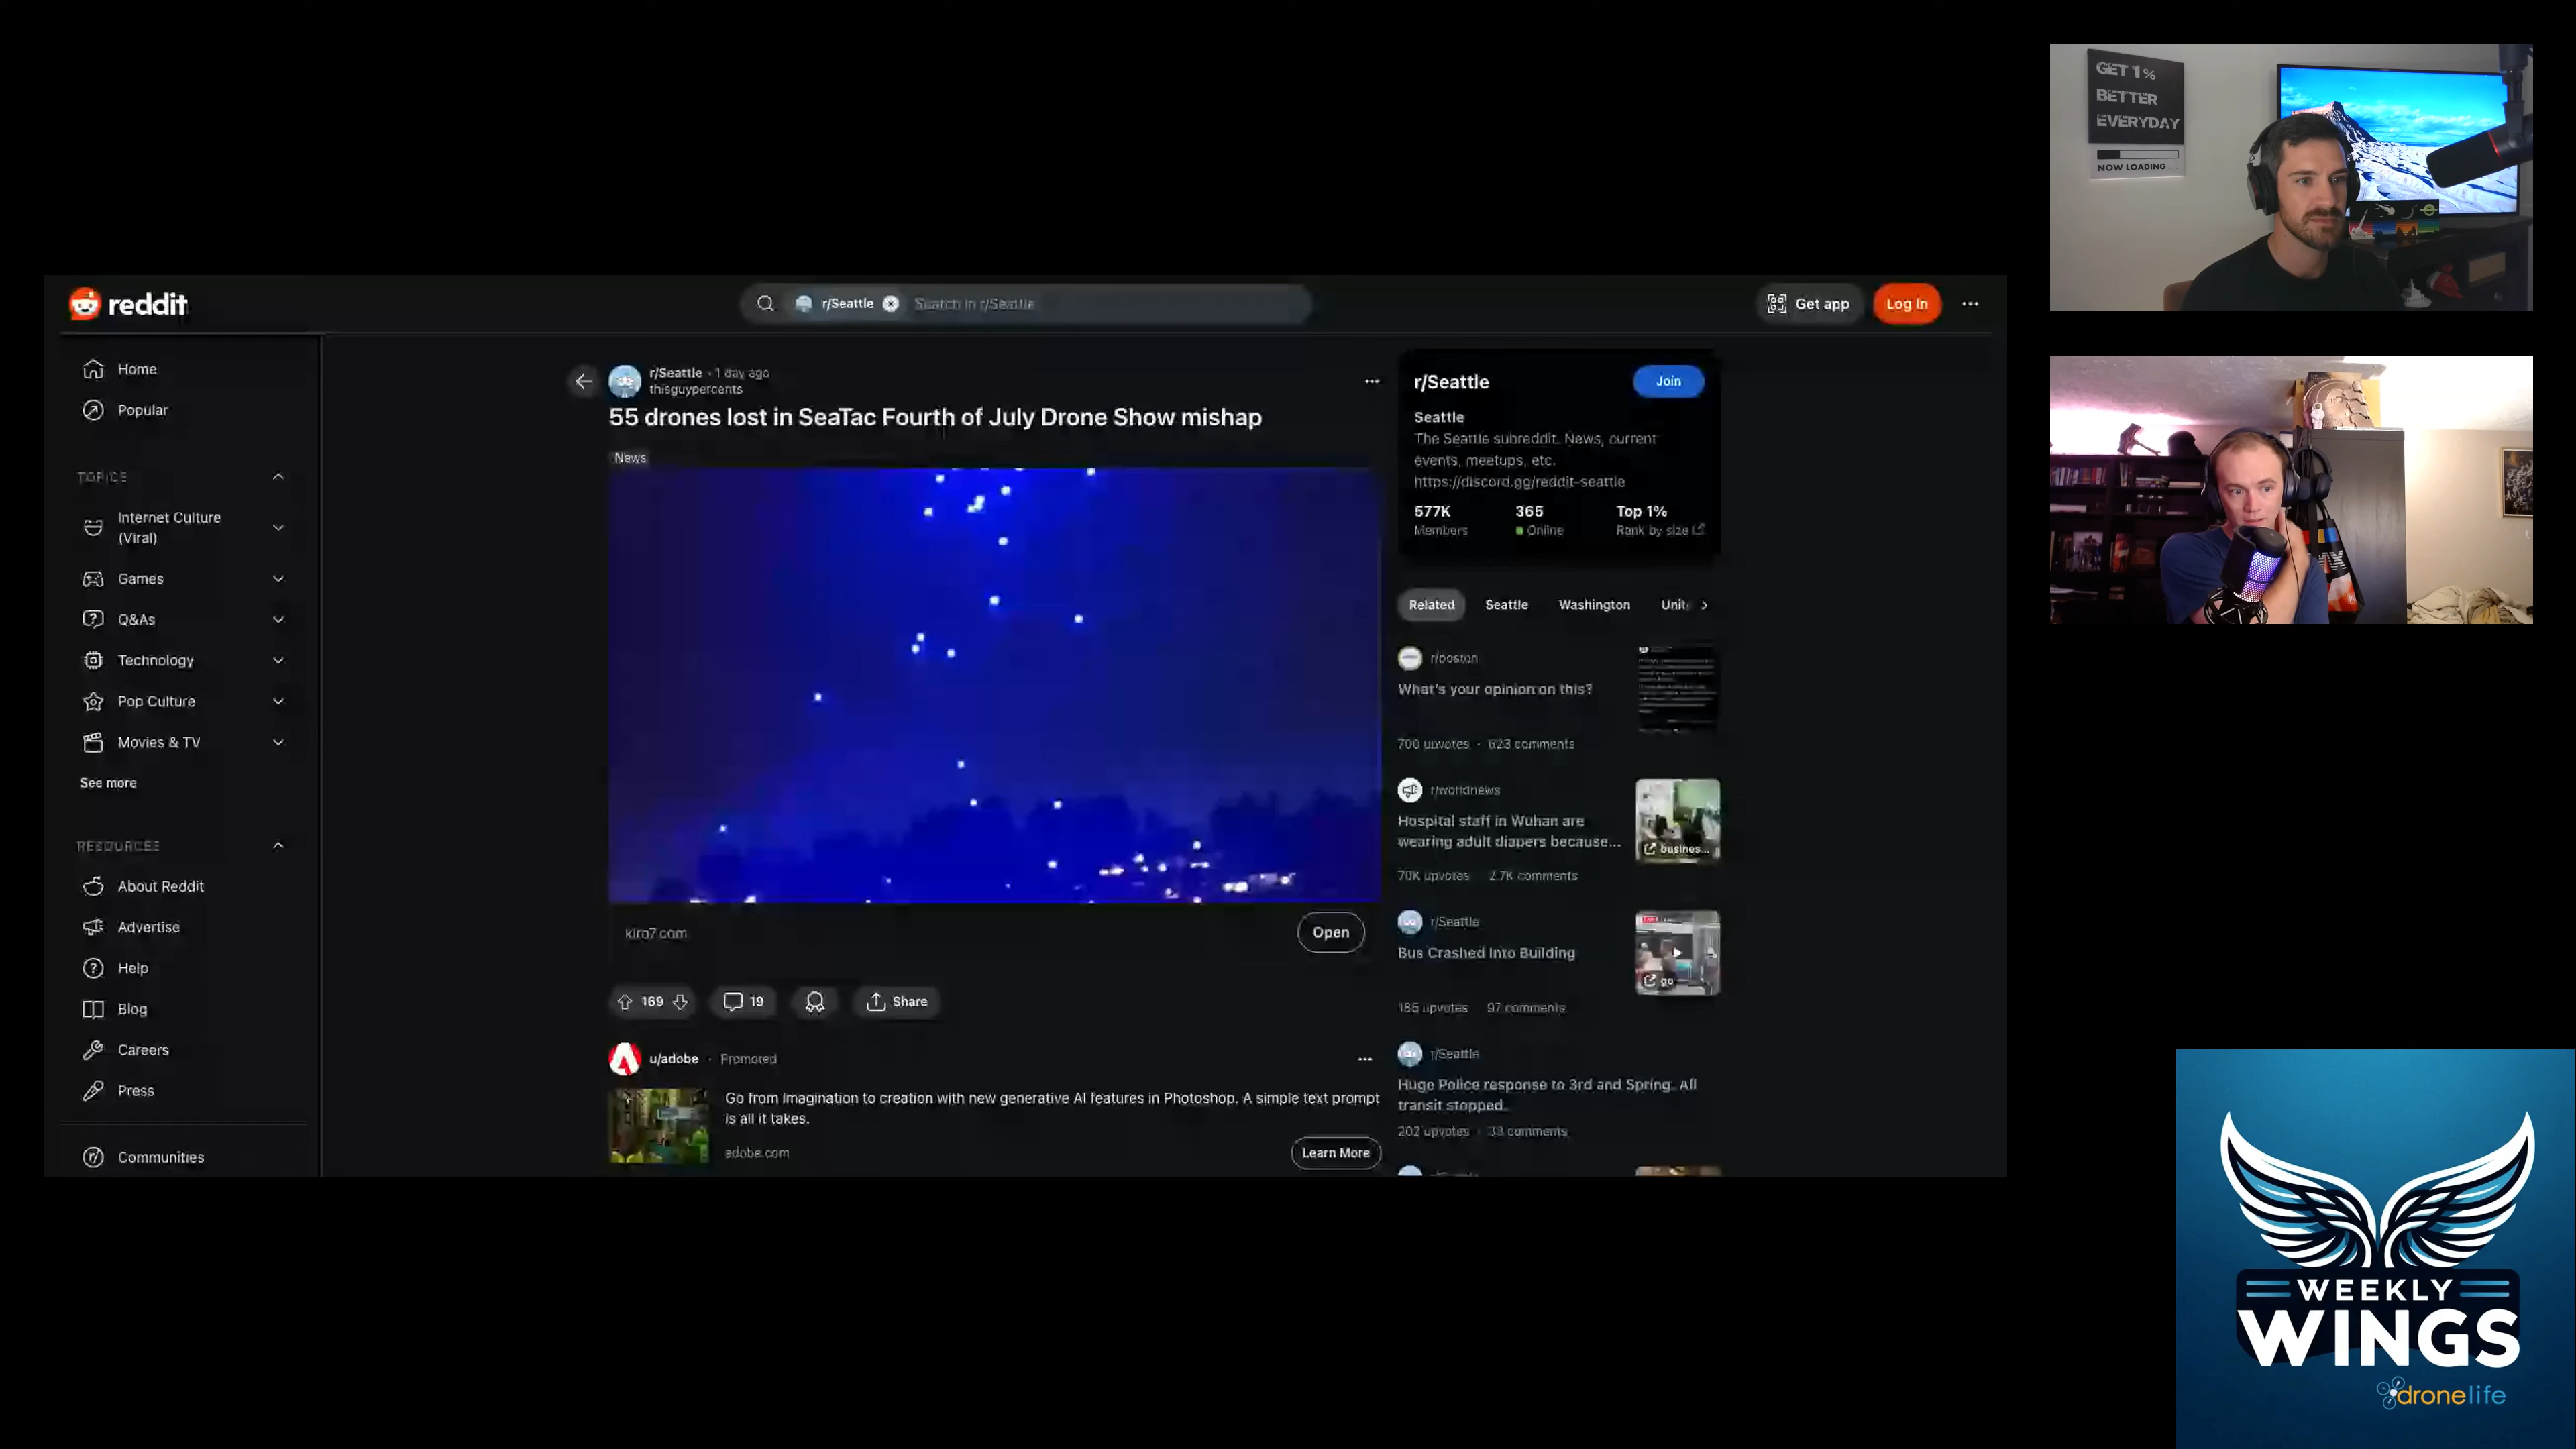 reddit
r/Seattle
Search in r/Seattle
Get app
Log In
Home
Popular
TOPICS
Internet Culture
(Viral)
Games
Q&As
Technology
Pop Culture
Movies & TV
See more
RESOURCES
About Reddit
Advertise
Help
Blog
Careers
Press
Communities
r/Seattle · 1 day ago
thisguypercents
55 drones lost in SeaTac Fourth of July Drone Show mishap
News
kiro7.com
Open
169
19
Share
u/adobe · Promoted
Go from imagination to creation with new generative AI features in Photoshop. A simple text prompt
is all it takes.
adobe.com
Learn More
r/Seattle
Join
Seattle
The Seattle subreddit. News, current
events, meetups, etc.
https://discord.gg/reddit-seattle
577K
365
Top 1%
Members
Online
Rank by size
Related
Seattle
Washington
r/boston
What's your opinion on this?
700 upvotes · 623 comments
r/worldnews
Hospital staff in Wuhan are
wearing adult diapers because...
busines...
70K upvotes · 2.7K comments
r/Seattle
Bus Crashed Into Building
go
185 upvotes · 97 comments
r/Seattle
Huge Police response to 3rd and Spring. All
transit stopped.
202 upvotes · 33 comments
GET 1%
BETTER
EVERYDAY
NOW LOADING
WEEKLY
WINGS
dronelife